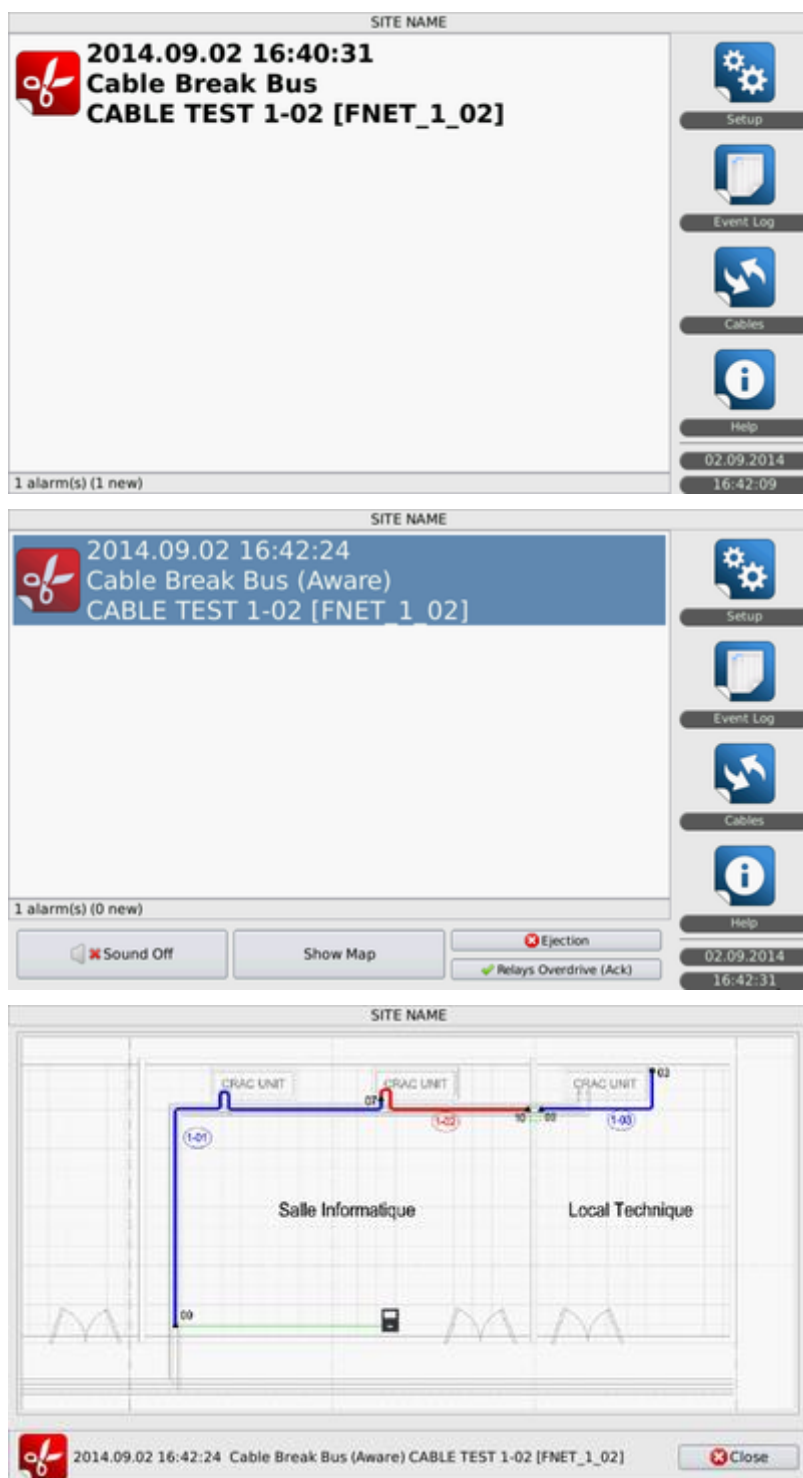 SITE NAME
2014.09.02 16:40:31
Cable Break Bus
CABLE TEST 1-02 [FNET_1_02]
Setup
Event Log
Cables
Help
02.09.2014
16:42:09
1 alarm(s) (1 new)
SITE NAME
2014.09.02 16:42:24
Cable Break Bus (Aware)
CABLE TEST 1-02 [FNET_1_02]
Setup
Event Log
Cables
Help
02.09.2014
16:42:31
1 alarm(s) (0 new)
Sound Off
Show Map
Ejection
Relays Overdrive (Ack)
SITE NAME
CRAC UNIT
CRAC UNIT
CRAC UNIT
07
10
1-01
1-02
1-03
Salle Informatique
Local Technique
2014.09.02 16:42:24 Cable Break Bus (Aware) CABLE TEST 1-02 [FNET_1_02]
Close